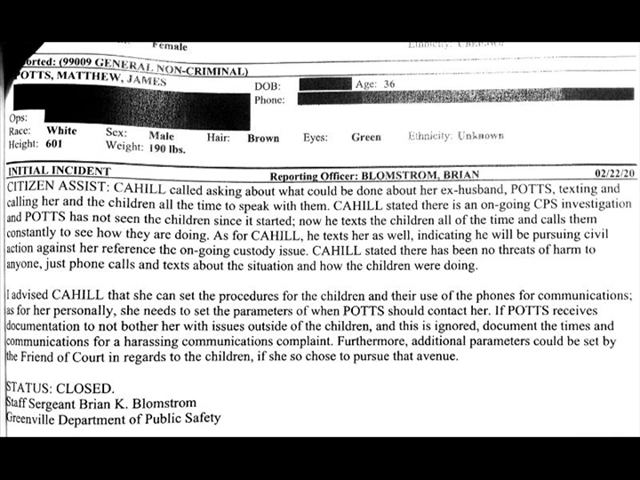 Female
Ethnicity: Unknown
orted: (99009 GENERAL NON-CRIMINAL)
POTTS, MATTHEW, JAMES
DOB: Age: 36
Phone:
Ops:
Race: White Sex: Male Hair: Brown Eyes: Green Ethnicity: Unknown
Height: 601 Weight: 190 lbs.
INITIAL INCIDENT Reporting Officer: BLOMSTROM, BRIAN 02/22/20
CITIZEN ASSIST: CAHILL called asking about what could be done about her ex-husband, POTTS, texting and
calling her and the children all the time to speak with them. CAHILL stated there is an on-going CPS investigation
and POTTS has not seen the children since it started; now he texts the children all of the time and calls them
constantly to see how they are doing. As for CAHILL, he texts her as well, indicating he will be pursuing civil
action against her reference the on-going custody issue. CAHILL stated there has been no threats of harm to
anyone, just phone calls and texts about the situation and how the children were doing.
I advised CAHILL that she can set the procedures for the children and their use of the phones for communications;
as for her personally, she needs to set the parameters of when POTTS should contact her. If POTTS receives
documentation to not bother her with issues outside of the children, and this is ignored, document the times and
communications for a harassing communications complaint. Furthermore, additional parameters could be set by
the Friend of Court in regards to the children, if she so chose to pursue that avenue.
STATUS: CLOSED.
Staff Sergeant Brian K. Blomstrom
Greenville Department of Public Safety